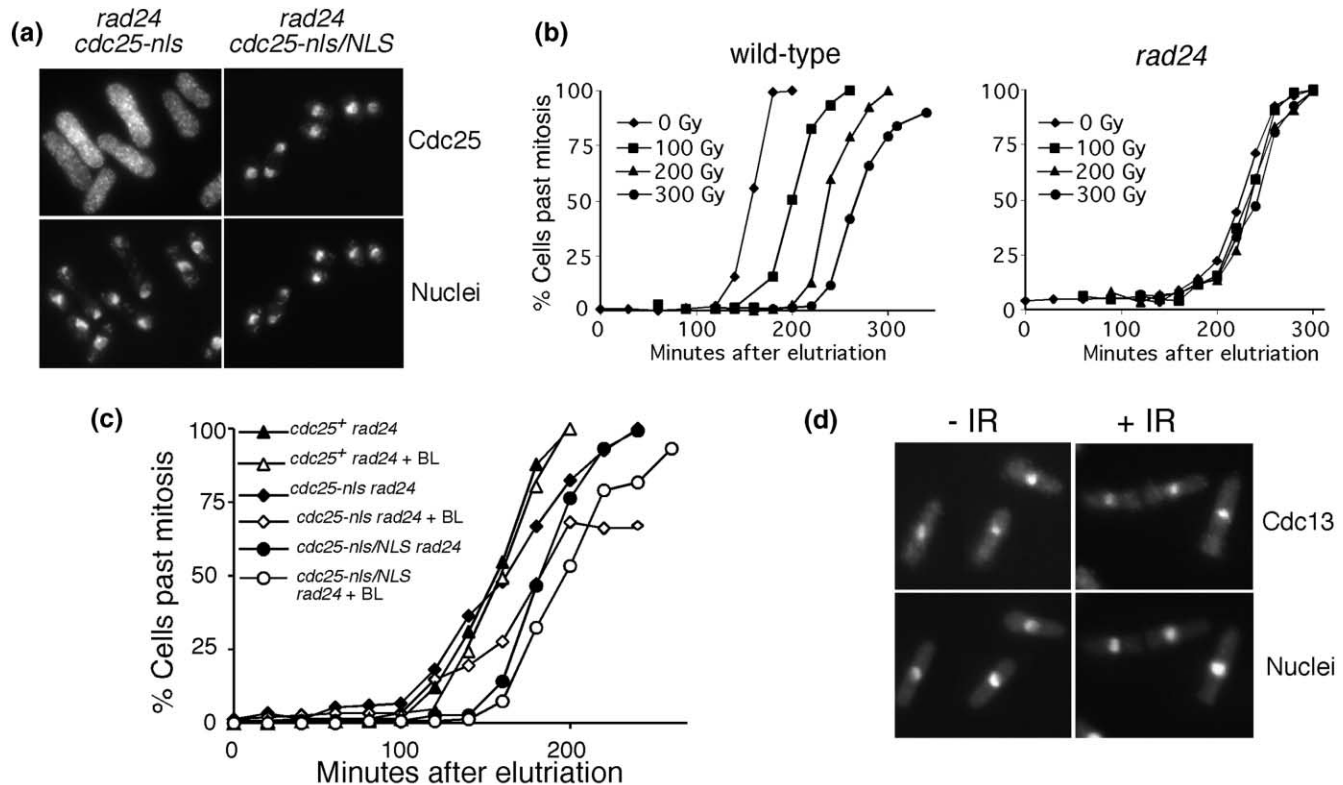 (a)
rad24
cdc25-nls
rad24
cdc25-nls/NLS
Cdc25
Nuclei
(b)
wild-type
% Cells past mitosis
100
75
50
25
0
0 Gy
100 Gy
200 Gy
300 Gy
0 100 200 300
Minutes after elutriation
rad24
100
75
50
25
0
0 Gy
100 Gy
200 Gy
300 Gy
0 100 200 300
Minutes after elutriation
(c)
% Cells past mitosis
100
75
50
25
0
cdc25+ rad24
cdc25+ rad24 + BL
cdc25-nls rad24
cdc25-nls rad24 + BL
cdc25-nls/NLS rad24
cdc25-nls/NLS
rad24 + BL
0 100 200
Minutes after elutriation
(d)
- IR
+ IR
Cdc13
Nuclei